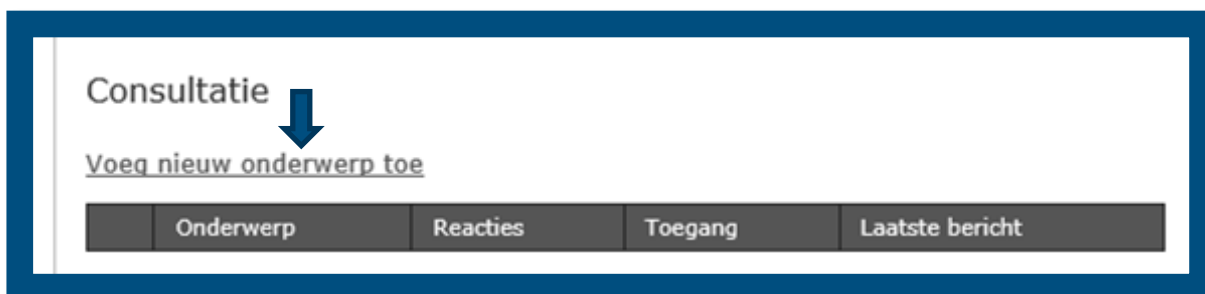 Consultatie
Voeg nieuw onderwerp toe
Onderwerp Reacties Toegang Laatste bericht